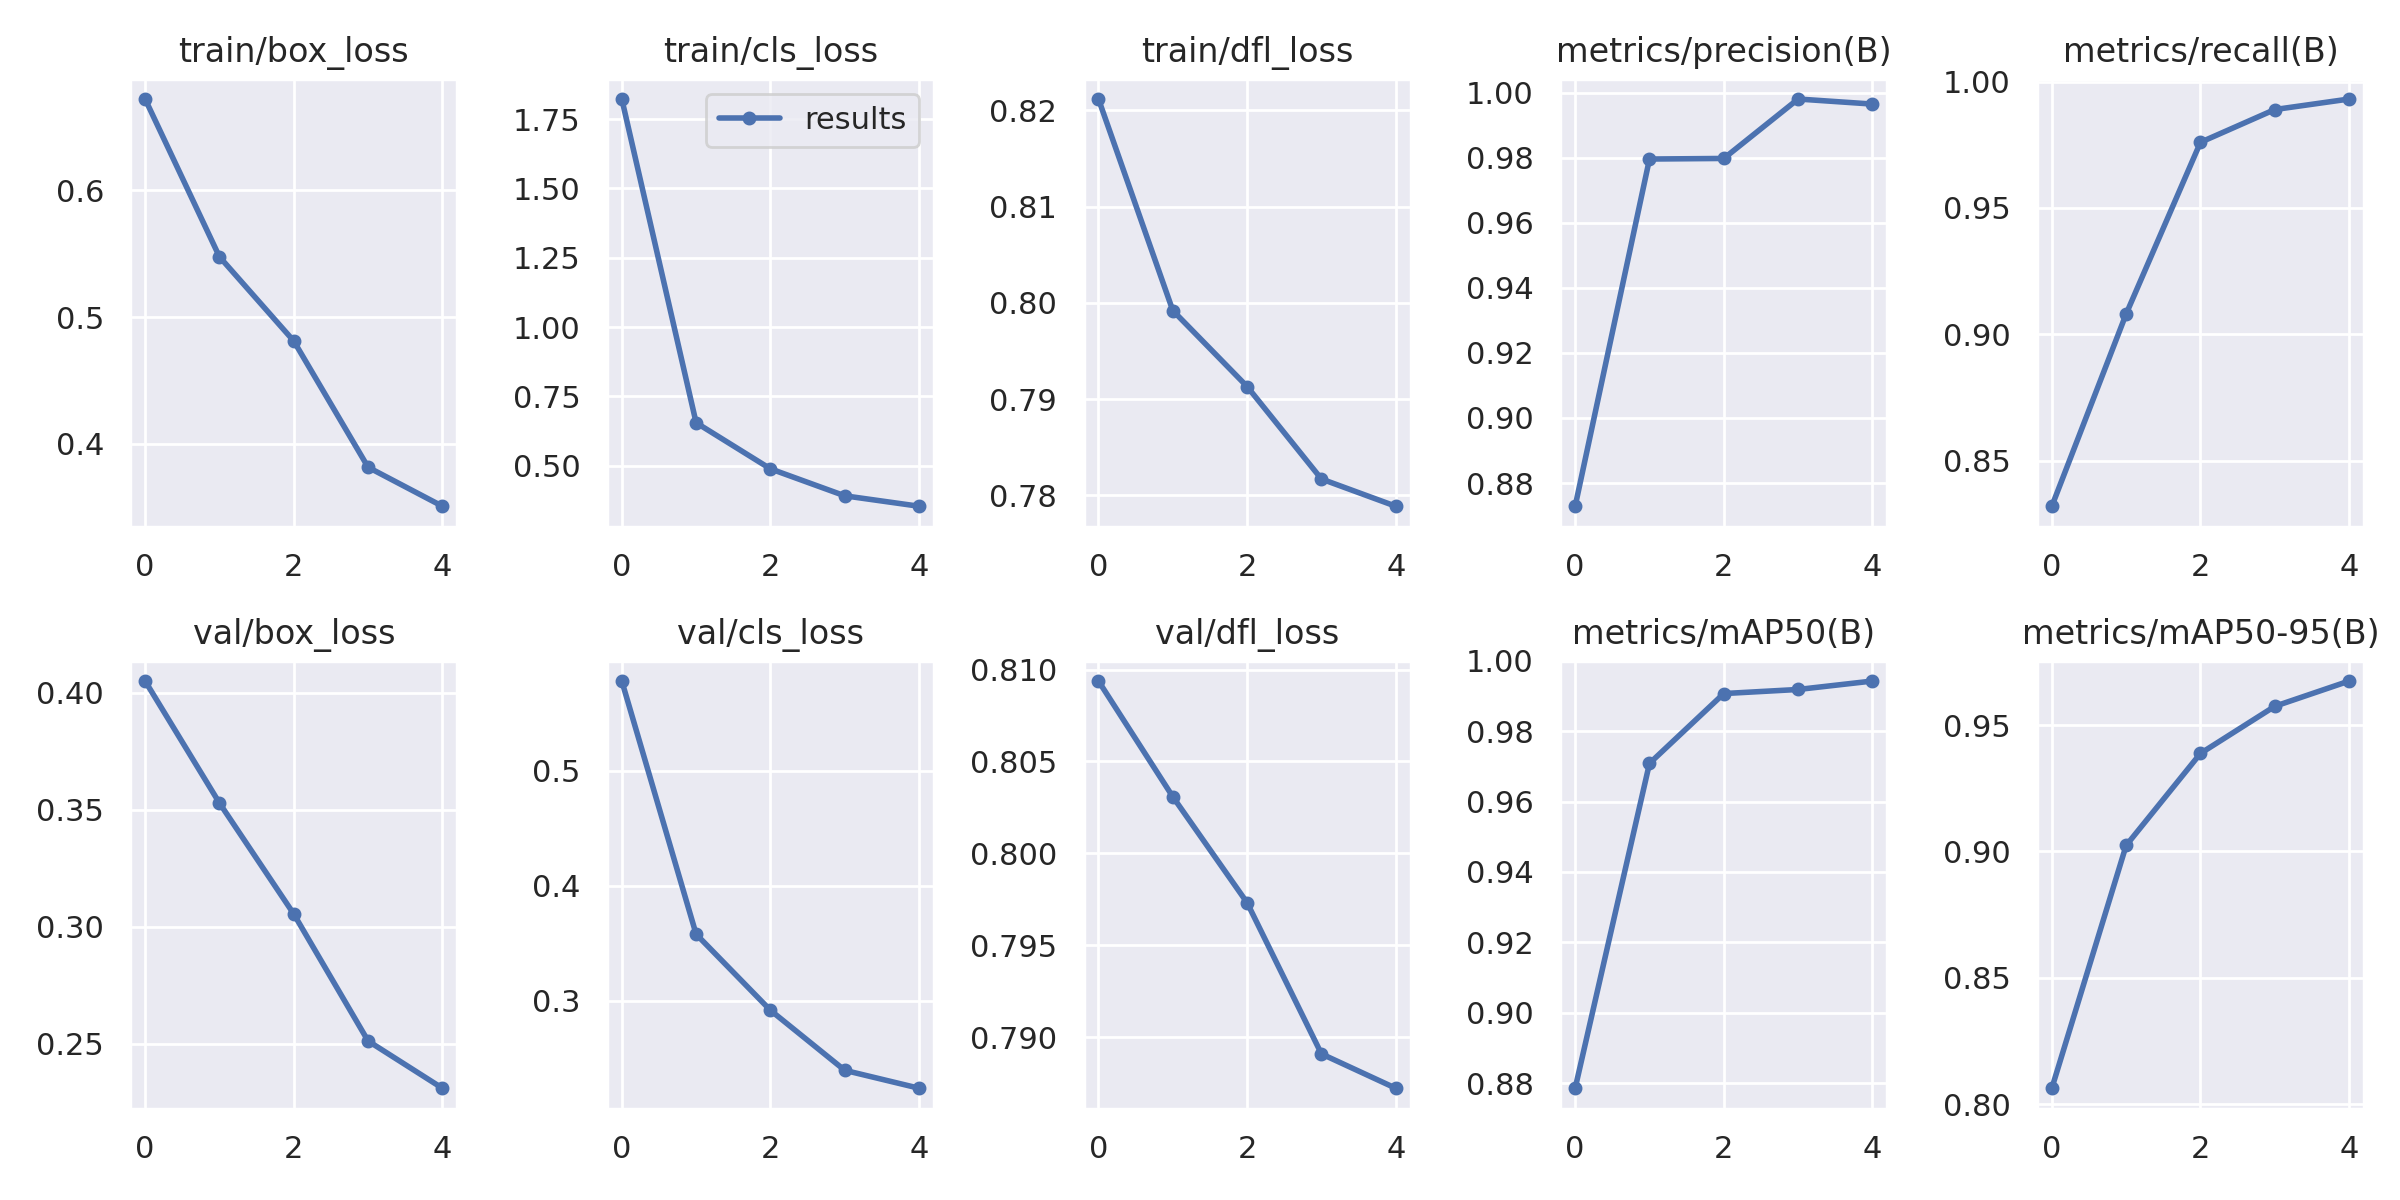 train/box_loss
0.6
0.5
0.4
0 2 4
train/cls_loss
results
1.75
1.50
1.25
1.00
0.75
0.50
0 2 4
train/dfl_loss
0.82
0.81
0.80
0.79
0.78
0 2 4
metrics/precision(B)
1.00
0.98
0.96
0.94
0.92
0.90
0.88
0 2 4
metrics/recall(B)
1.00
0.95
0.90
0.85
0 2 4
val/box_loss
0.40
0.35
0.30
0.25
0 2 4
val/cls_loss
0.5
0.4
0.3
0 2 4
val/dfl_loss
0.810
0.805
0.800
0.795
0.790
0 2 4
metrics/mAP50(B)
1.00
0.98
0.96
0.94
0.92
0.90
0.88
0 2 4
metrics/mAP50-95(B)
0.95
0.90
0.85
0.80
0 2 4